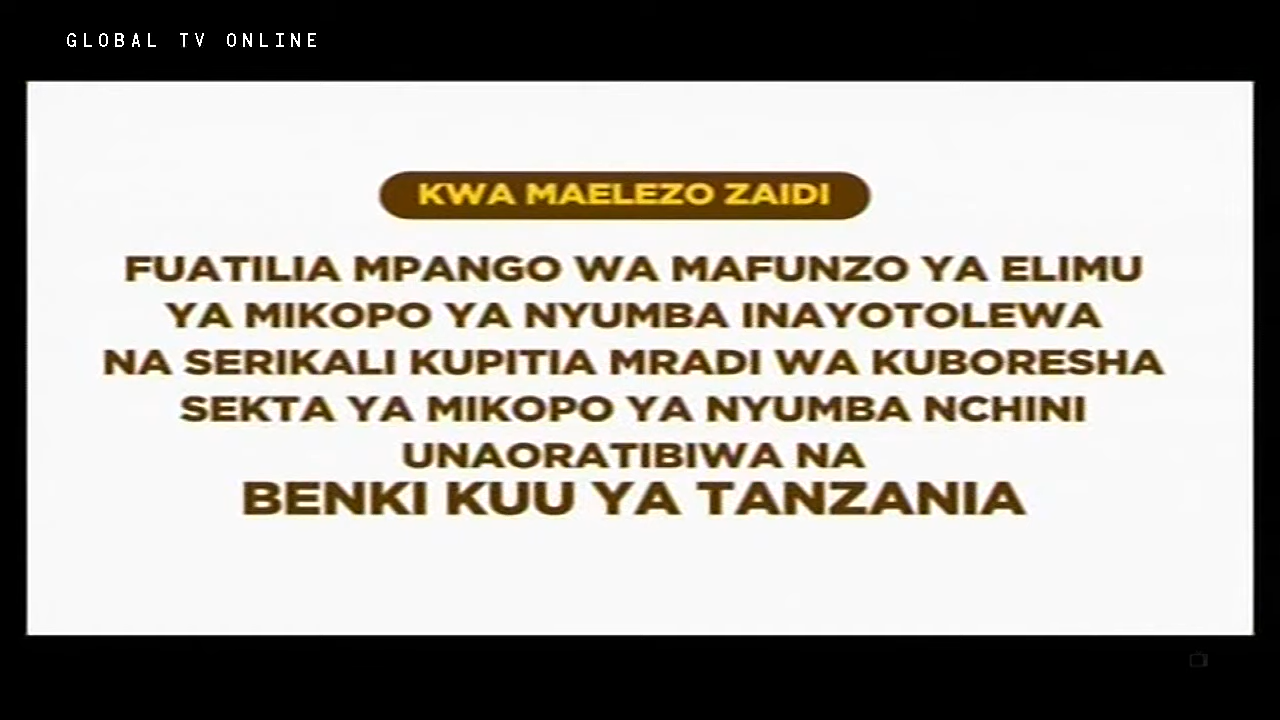 GLOBAL TV ONLINE
KWA MAELEZO ZAIDI
FUATILIA MPANGO WA MAFUNZO YA ELIMU
YA MIKOPO YA NYUMBA INAYOTOLEWA
NA SERIKALI KUPITIA MRADI WA KUBORESHA
SEKTA YA MIKOPO YA NYUMBA NCHINI
UNAORATIBIWA NA
BENKI KUU YA TANZANIA